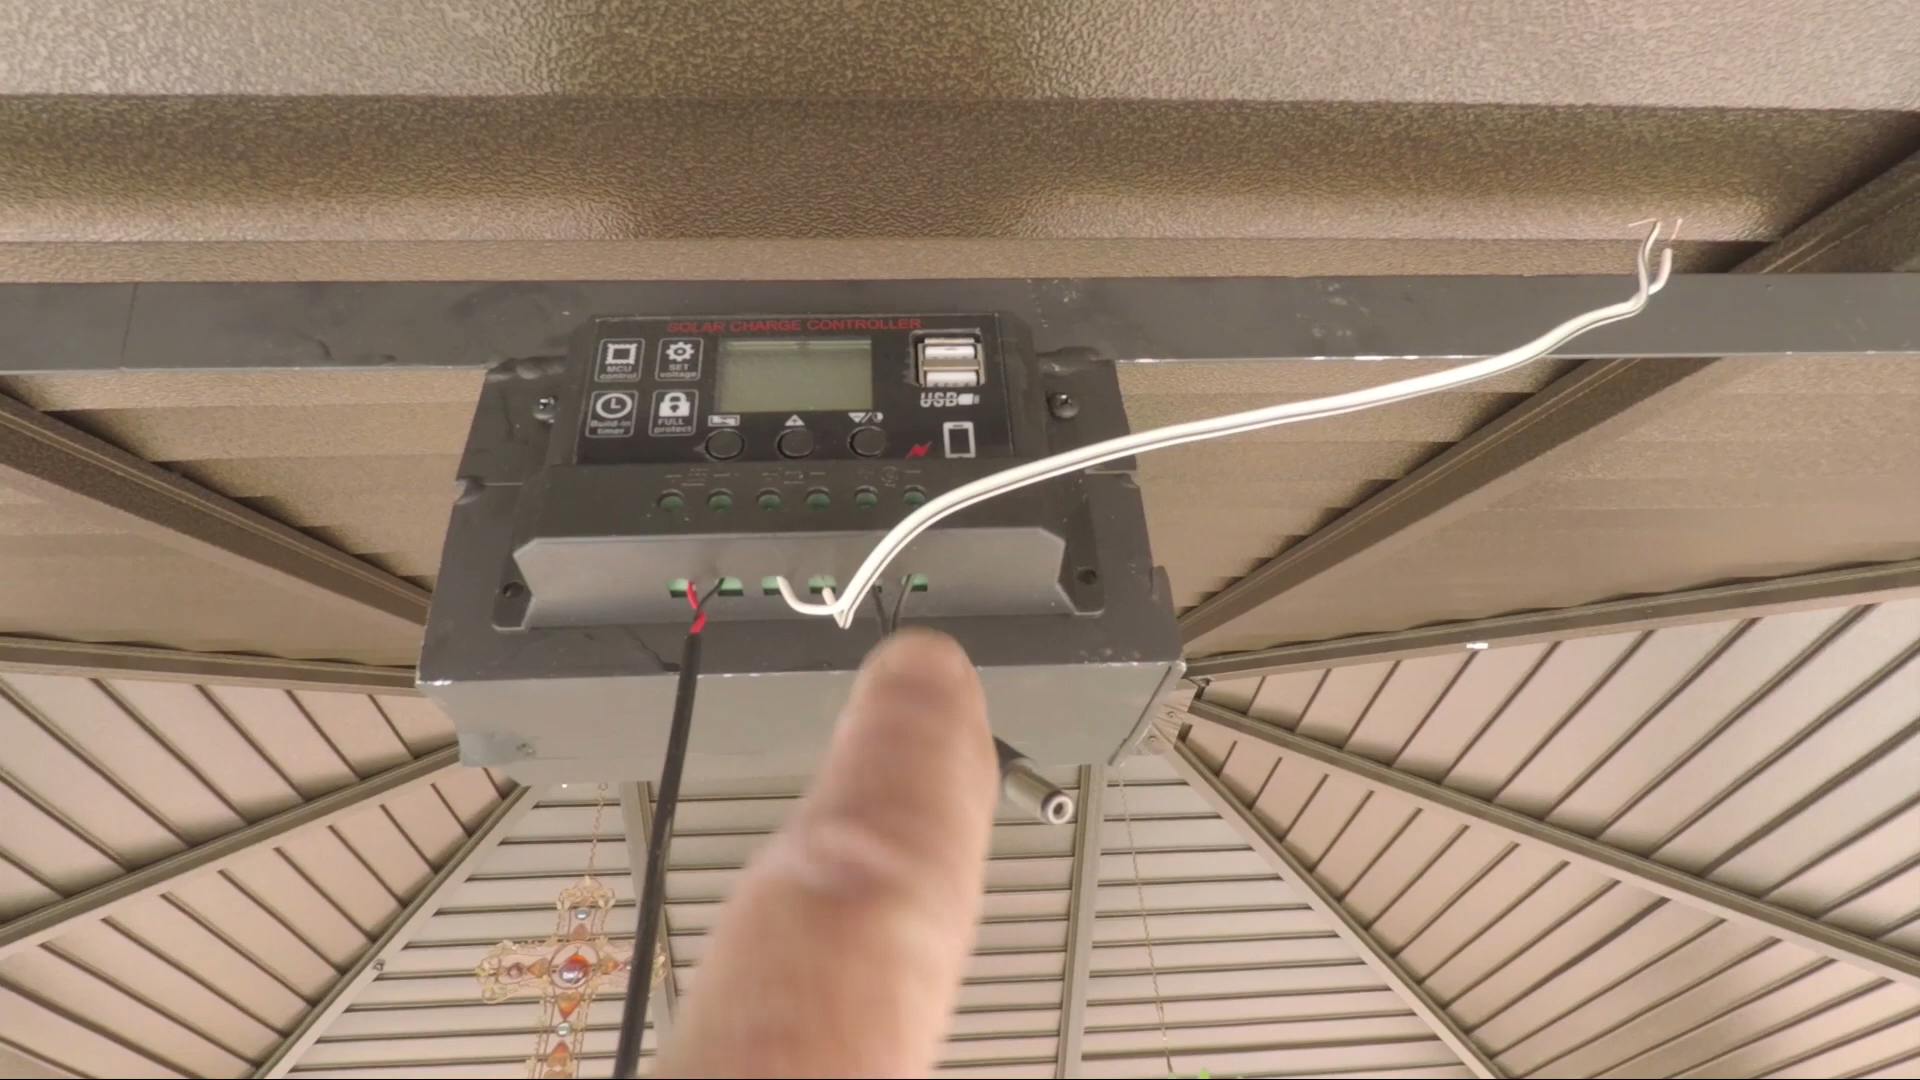 SOLAR CHARGE CONTROLLER
MCU
control
SET
voltage
Build-in
timer
FULL
protect
USB